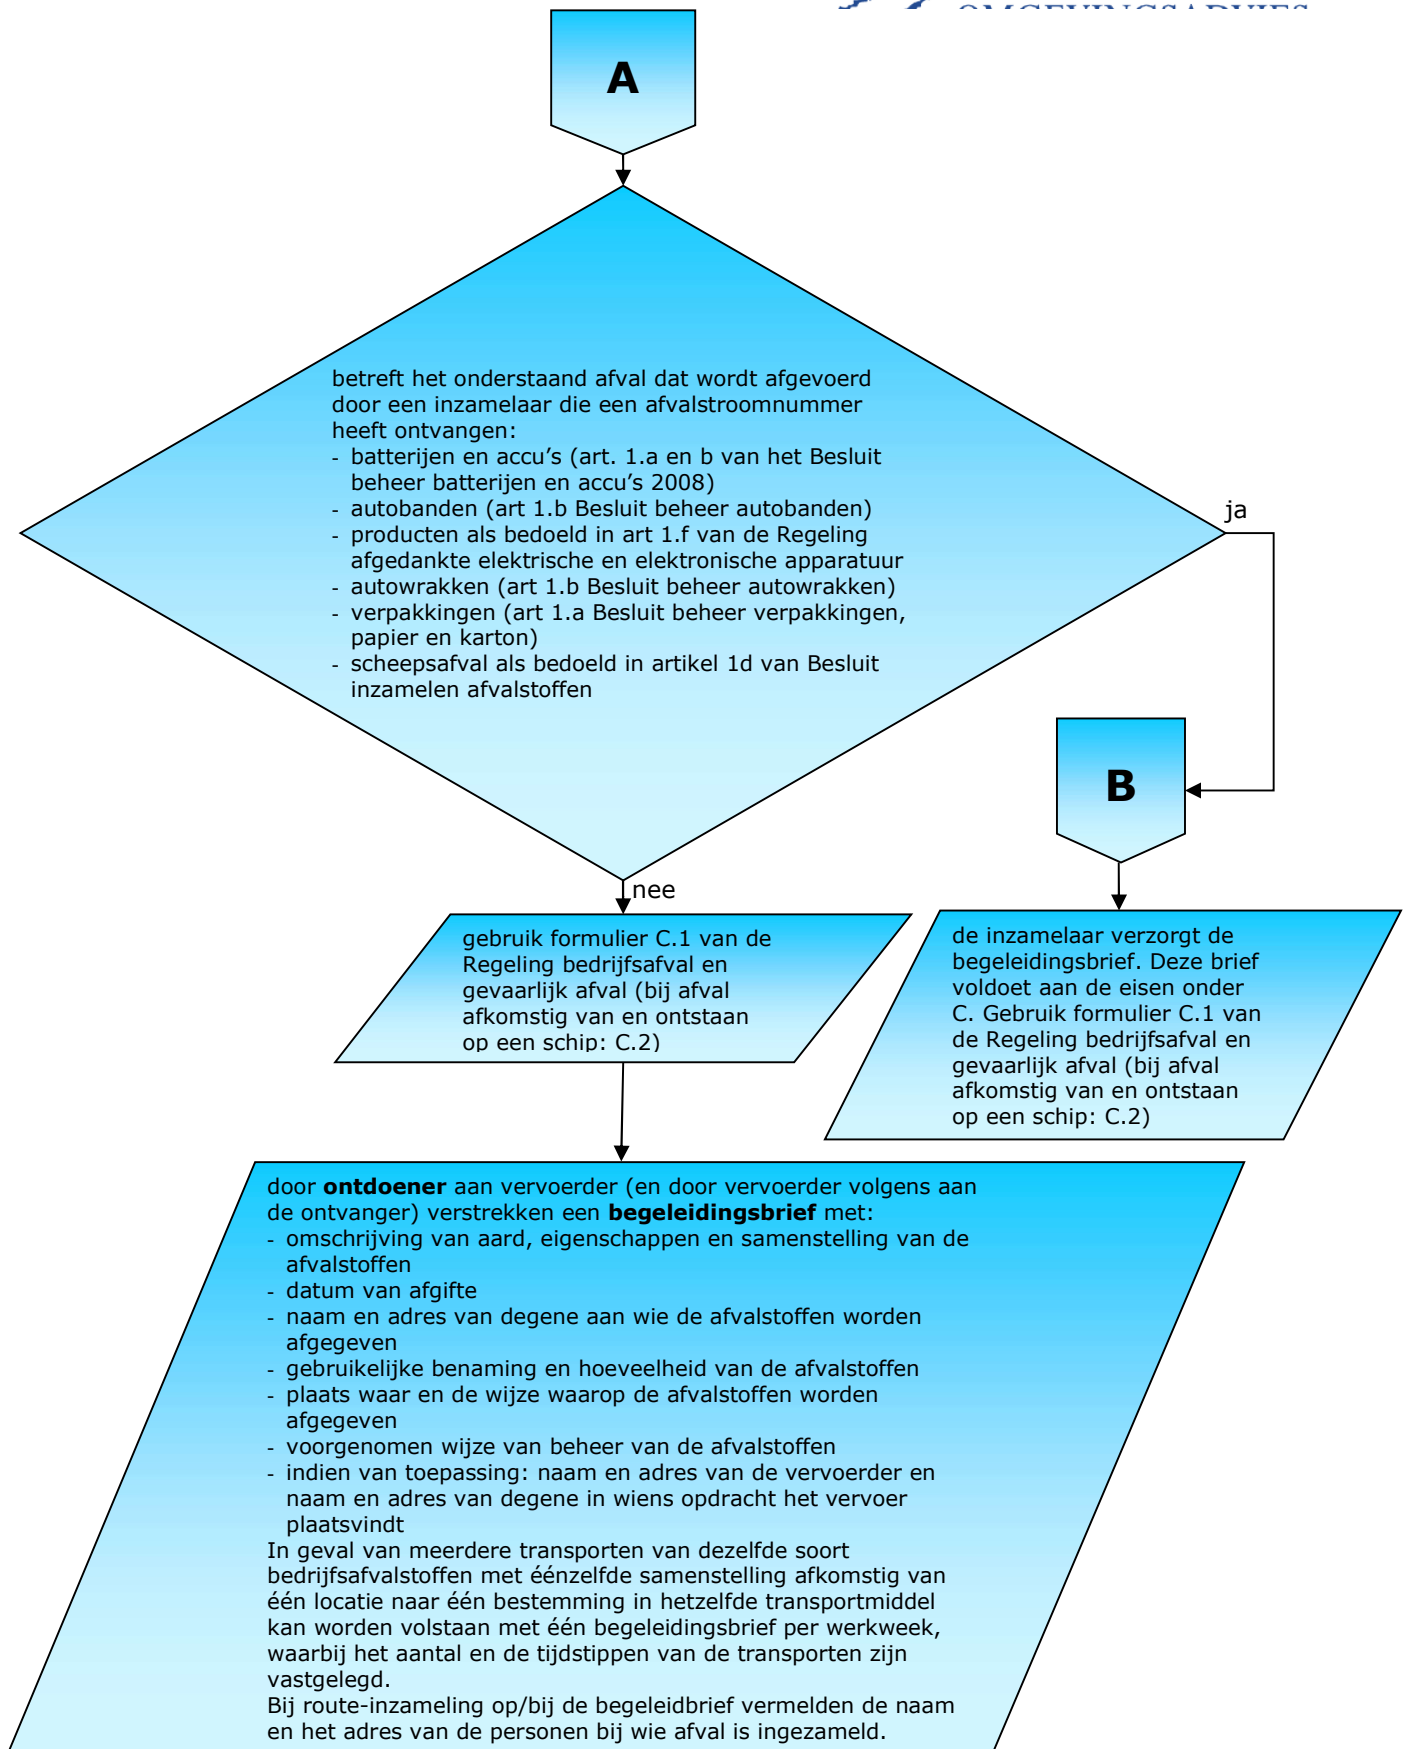 OMGEVINGSADVIES
A
betreft het onderstaand afval dat wordt afgevoerd
door een inzamelaar die een afvalstroomnummer
heeft ontvangen:
- batterijen en accu's (art. 1.a en b van het Besluit
beheer batterijen en accu's 2008)
- autobanden (art 1.b Besluit beheer autobanden)
- producten als bedoeld in art 1.f van de Regeling
afgedankte elektrische en elektronische apparatuur
- autowrakken (art 1.b Besluit beheer autowrakken)
- verpakkingen (art 1.a Besluit beheer verpakkingen,
papier en karton)
- scheepsafval als bedoeld in artikel 1d van Besluit
inzamelen afvalstoffen
ja
B
nee
gebruik formulier C.1 van de
Regeling bedrijfsafval en
gevaarlijk afval (bij afval
afkomstig van en ontstaan
op een schip: C.2)
de inzamelaar verzorgt de
begeleidingsbrief. Deze brief
voldoet aan de eisen onder
C. Gebruik formulier C.1 van
de Regeling bedrijfsafval en
gevaarlijk afval (bij afval
afkomstig van en ontstaan
op een schip: C.2)
door ontdoener aan vervoerder (en door vervoerder volgens aan
de ontvanger) verstrekken een begeleidingsbrief met:
- omschrijving van aard, eigenschappen en samenstelling van de
afvalstoffen
- datum van afgifte
- naam en adres van degene aan wie de afvalstoffen worden
afgegeven
- gebruikelijke benaming en hoeveelheid van de afvalstoffen
- plaats waar en de wijze waarop de afvalstoffen worden
afgegeven
- voorgenomen wijze van beheer van de afvalstoffen
- indien van toepassing: naam en adres van de vervoerder en
naam en adres van degene in wiens opdracht het vervoer
plaatsvindt
In geval van meerdere transporten van dezelfde soort
bedrijfsafvalstoffen met éénzelfde samenstelling afkomstig van
één locatie naar één bestemming in hetzelfde transportmiddel
kan worden volstaan met één begeleidingsbrief per werkweek,
waarbij het aantal en de tijdstippen van de transporten zijn
vastgelegd.
Bij route-inzameling op/bij de begeleidbrief vermelden de naam
en het adres van de personen bij wie afval is ingezameld.